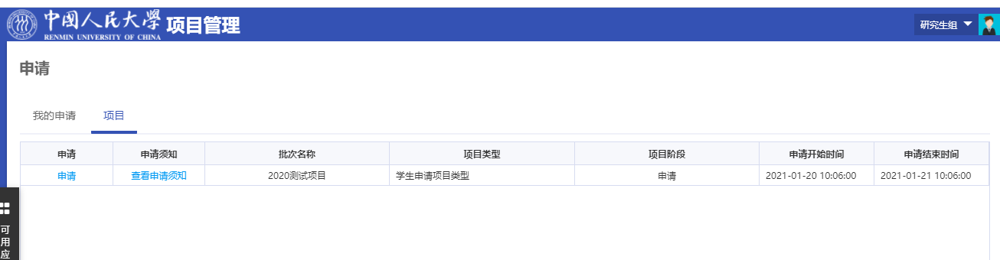 中国人民大学 项目管理
RENMIN UNIVERSITY OF CHINA
研究生组
申请
我的申请 项目
申请 申请须知 批次名称 项目类型 项目阶段 申请开始时间 申请结束时间
申请 查看申请须知 2020测试项目 学生申请项目类型 申请 2021-01-20 10:06:00 2021-01-21 10:06:00
可
用
应